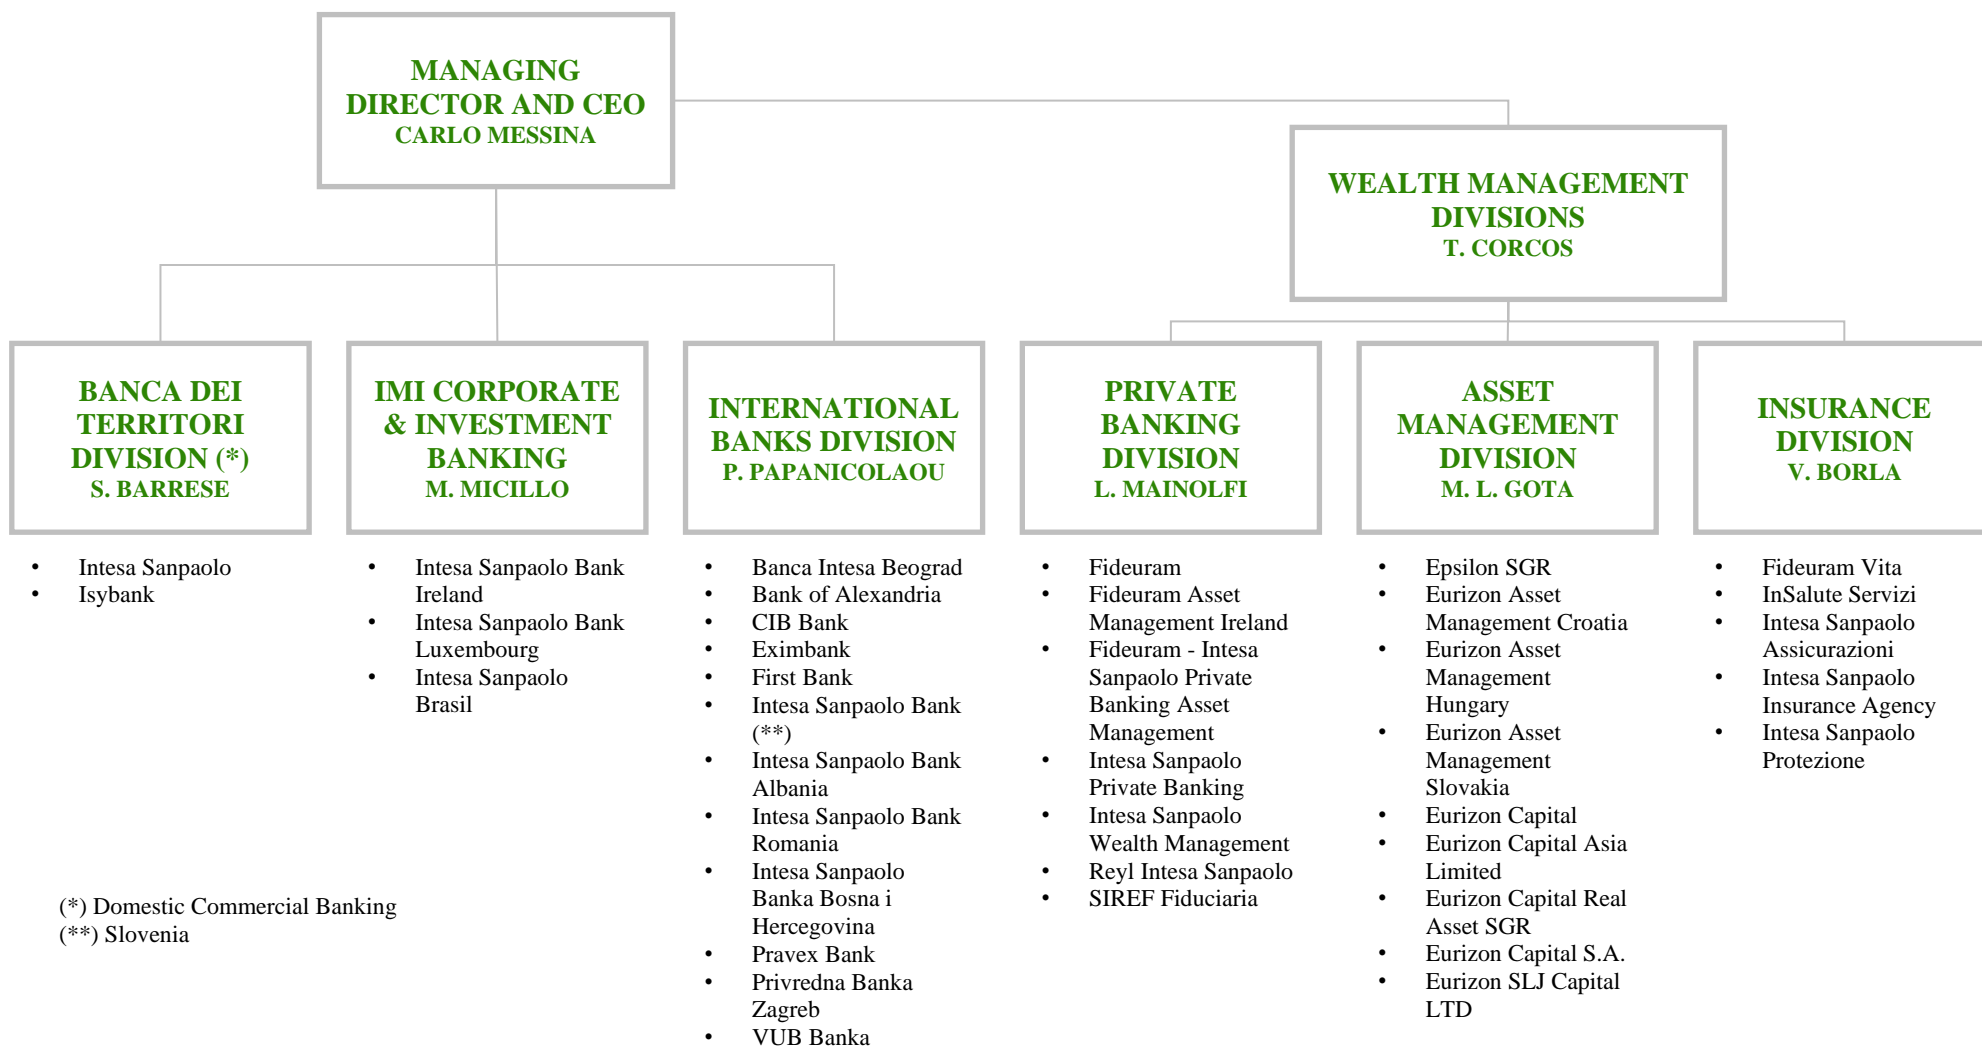 MANAGING
DIRECTOR AND CEO
CARLO MESSINA
WEALTH MANAGEMENT
DIVISIONS
T. CORCOS
BANCA DEI
TERRITORI
DIVISION (*)
S. BARRESE
IMI CORPORATE
& INVESTMENT
BANKING
M. MICILLO
INTERNATIONAL
BANKS DIVISION
P. PAPANICOLAOU
PRIVATE
BANKING
DIVISION
L. MAINOLFI
ASSET
MANAGEMENT
DIVISION
M. L. GOTA
INSURANCE
DIVISION
V. BORLA
• Intesa Sanpaolo
• Isybank
• Intesa Sanpaolo Bank
Ireland
• Intesa Sanpaolo Bank
Luxembourg
• Intesa Sanpaolo
Brasil
• Banca Intesa Beograd
• Bank of Alexandria
• CIB Bank
• Eximbank
• First Bank
• Intesa Sanpaolo Bank
(**)
• Intesa Sanpaolo Bank
Albania
• Intesa Sanpaolo Bank
Romania
• Intesa Sanpaolo
Banka Bosna i
Hercegovina
• Pravex Bank
• Privredna Banka
Zagreb
• VUB Banka
• Fideuram
• Fideuram Asset
Management Ireland
• Fideuram - Intesa
Sanpaolo Private
Banking Asset
Management
• Intesa Sanpaolo
Private Banking
• Intesa Sanpaolo
Wealth Management
• Reyl Intesa Sanpaolo
• SIREF Fiduciaria
• Epsilon SGR
• Eurizon Asset
Management Croatia
• Eurizon Asset
Management
Hungary
• Eurizon Asset
Management
Slovakia
• Eurizon Capital
• Eurizon Capital Asia
Limited
• Eurizon Capital Real
Asset SGR
• Eurizon Capital S.A.
• Eurizon SLJ Capital
LTD
• Fideuram Vita
• InSalute Servizi
• Intesa Sanpaolo
Assicurazioni
• Intesa Sanpaolo
Insurance Agency
• Intesa Sanpaolo
Protezione
(*) Domestic Commercial Banking
(**) Slovenia